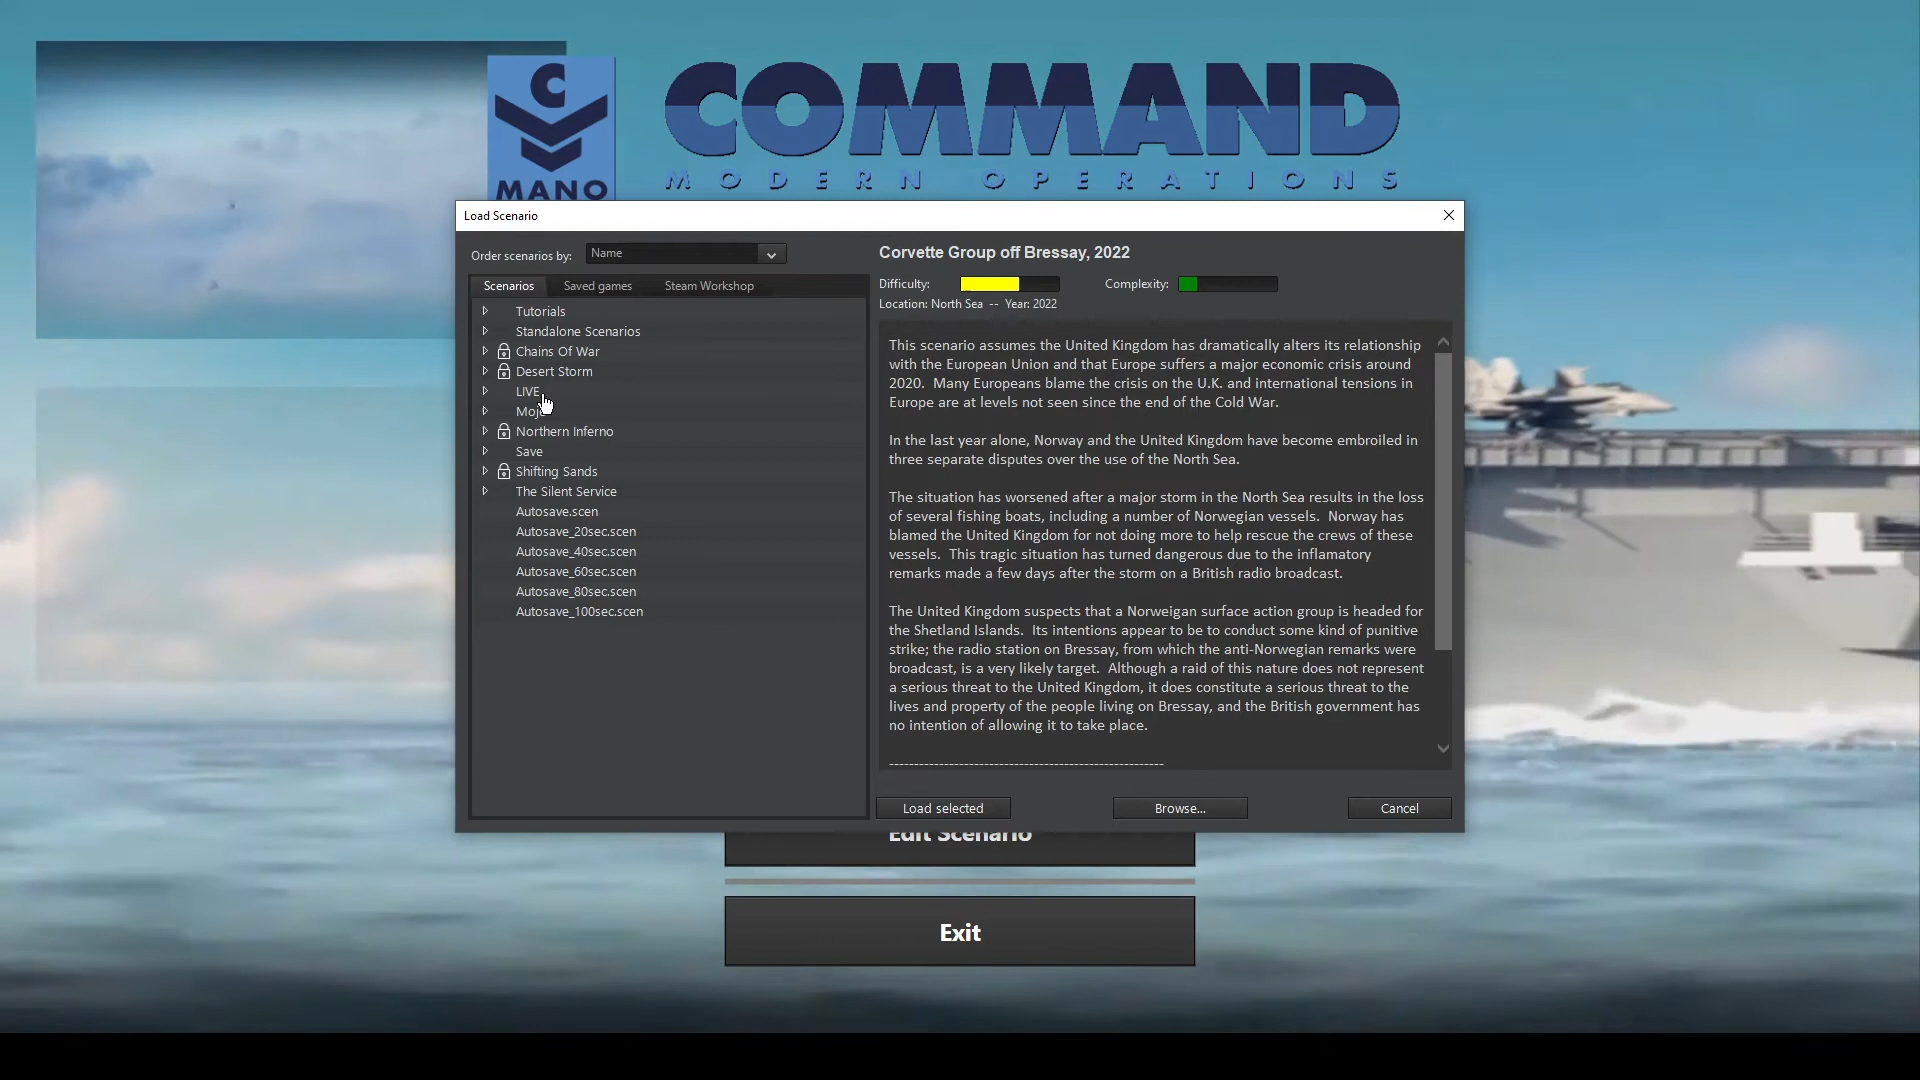 C
MANO
COMMAND
MODERN OPERATIONS
Load Scenario
Order scenarios by:
Name
Scenarios
Saved games
Steam Workshop
Tutorials
Standalone Scenarios
Chains Of War
Desert Storm
LIVE
Northern Inferno
Save
Shifting Sands
The Silent Service
Autosave.scen
Autosave_20sec.scen
Autosave_40sec.scen
Autosave_60sec.scen
Autosave_80sec.scen
Autosave_100sec.scen
Corvette Group off Bressay, 2022
Difficulty:
Complexity:
Location: North Sea -- Year: 2022
This scenario assumes the United Kingdom has dramatically alters its relationship
with the European Union and that Europe suffers a major economic crisis around
2020. Many Europeans blame the crisis on the U.K. and international tensions in
Europe are at levels not seen since the end of the Cold War.
In the last year alone, Norway and the United Kingdom have become embroiled in
three separate disputes over the use of the North Sea.
The situation has worsened after a major storm in the North Sea results in the loss
of several fishing boats, including a number of Norwegian vessels. Norway has
blamed the United Kingdom for not doing more to help rescue the crews of these
vessels. This tragic situation has turned dangerous due to the inflamatory
remarks made a few days after the storm on a British radio broadcast.
The United Kingdom suspects that a Norweigan surface action group is headed for
the Shetland Islands. Its intentions appear to be to conduct some kind of punitive
strike; the radio station on Bressay, from which the anti-Norwegian remarks were
broadcast, is a very likely target. Although a raid of this nature does not represent
a serious threat to the United Kingdom, it does constitute a serious threat to the
lives and property of the people living on Bressay, and the British government has
no intention of allowing it to take place.
-------------------------------------------------------
Load selected
Browse...
Cancel
Edit Scenario
Exit